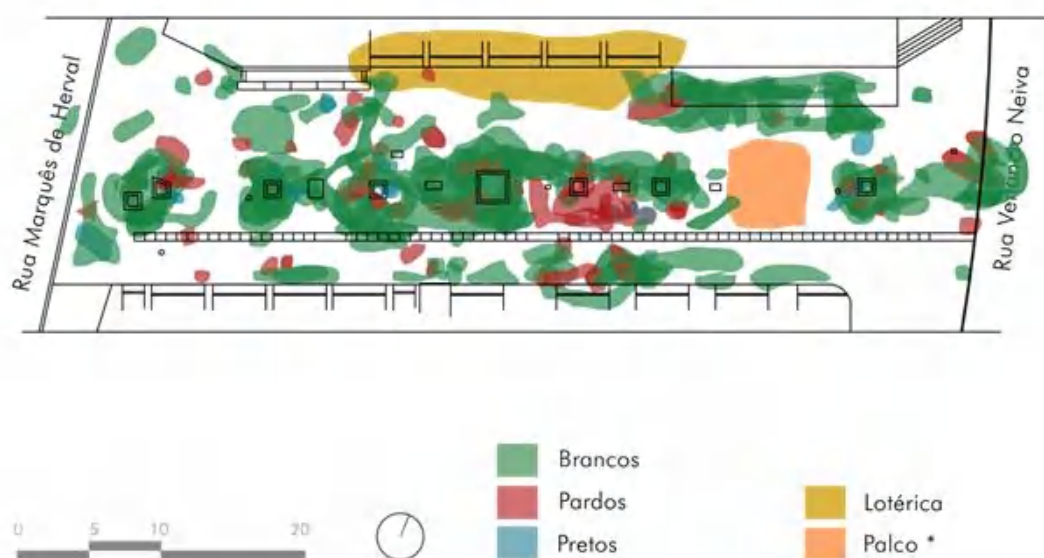 Rua Marquês de Herval
Rua Venâncio Neiva
Brancos
Pardos
Pretos
Lotérica
Palco *
0 5 10 20